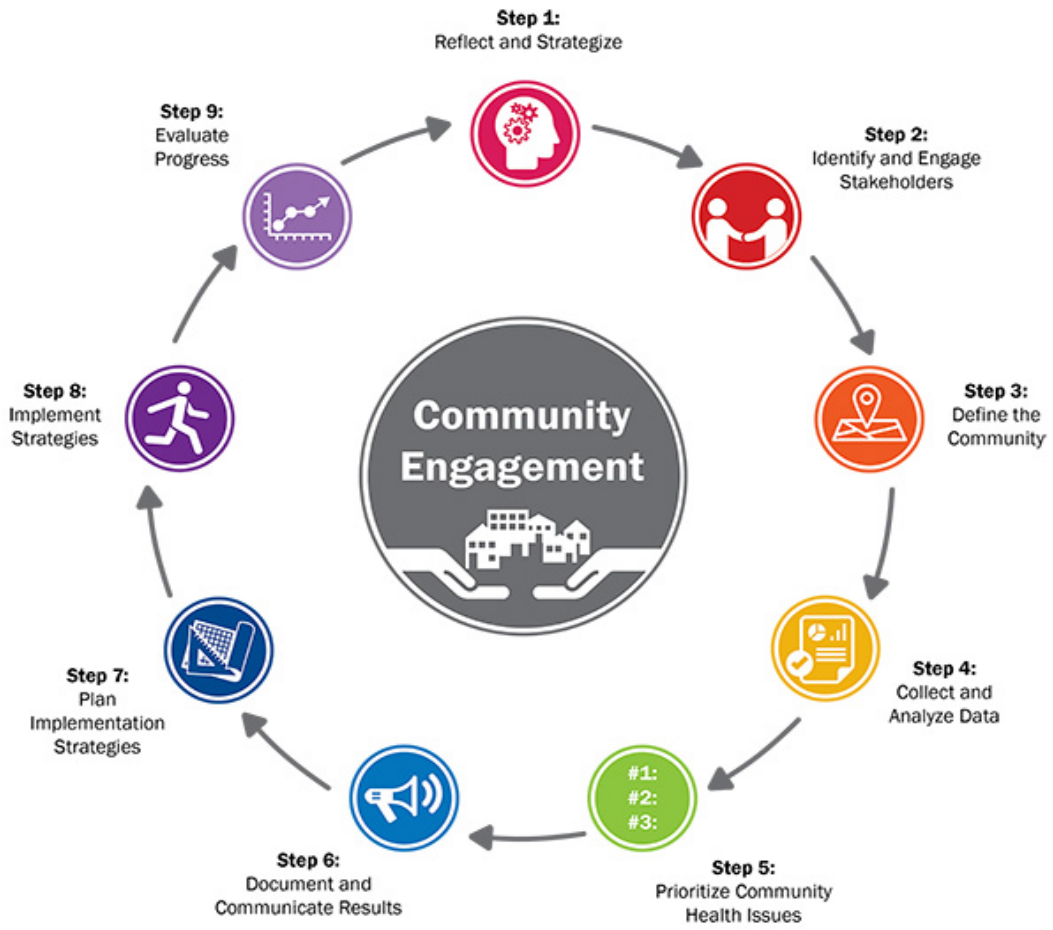 Step 1:
Reflect and Strategize
Step 2:
Identify and Engage
Stakeholders
Step 3:
Define the
Community
Step 4:
Collect and
Analyze Data
#1:
#2:
#3:
Step 5:
Prioritize Community
Health Issues
Step 6:
Document and
Communicate Results
Step 7:
Plan
Implementation
Strategies
Step 8:
Implement
Strategies
Step 9:
Evaluate
Progress
Community
Engagement